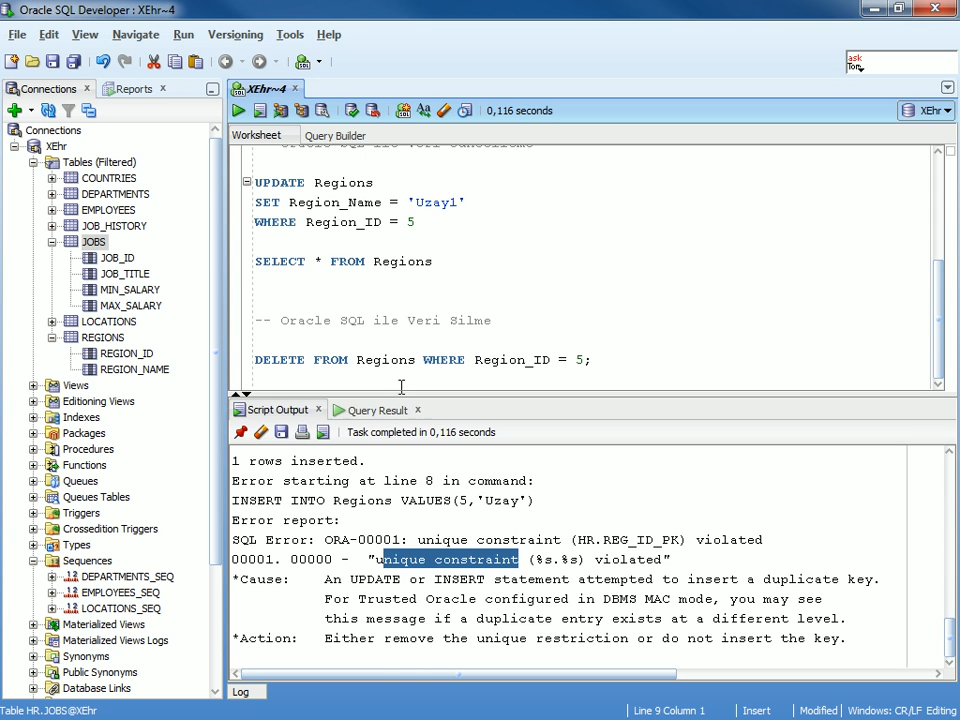 Oracle SQL Developer : XEhr~4
File Edit View Navigate Run Versioning Tools Help
ask
Tom
Connections Reports
XEhr~4
0,116 seconds
XEhr
Worksheet Query Builder
Connections
XEhr
Tables (Filtered)
COUNTRIES
DEPARTMENTS
EMPLOYEES
JOB_HISTORY
JOBS
JOB_ID
JOB_TITLE
MIN_SALARY
MAX_SALARY
LOCATIONS
REGIONS
REGION_ID
REGION_NAME
Views
Editioning Views
Indexes
Packages
Procedures
Functions
Queues
Queues Tables
Triggers
Crossedition Triggers
Types
Sequences
DEPARTMENTS_SEQ
EMPLOYEES_SEQ
LOCATIONS_SEQ
Materialized Views
Materialized Views Logs
Synonyms
Public Synonyms
Database Links
UPDATE Regions
SET Region_Name = 'Uzay1'
WHERE Region_ID = 5
SELECT * FROM Regions
-- Oracle SQL ile Veri Silme
DELETE FROM Regions WHERE Region_ID = 5;
Script Output Query Result
Task completed in 0,116 seconds
1 rows inserted.
Error starting at line 8 in command:
INSERT INTO Regions VALUES(5,'Uzay')
Error report:
SQL Error: ORA-00001: unique constraint (HR.REG_ID_PK) violated
00001. 00000 - "unique constraint (%s.%s) violated"
*Cause: An UPDATE or INSERT statement attempted to insert a duplicate key.
For Trusted Oracle configured in DBMS MAC mode, you may see
this message if a duplicate entry exists at a different level.
*Action: Either remove the unique restriction or do not insert the key.
Log
Table HR.JOBS@XEhr
Line 9 Column 1 Insert Modified Windows: CR/LF Editing